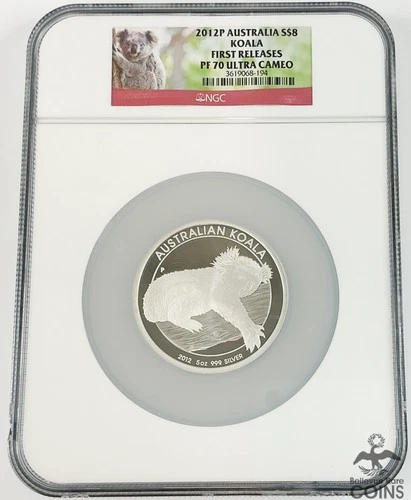 2012P AUSTRALIA S$8
KOALA
FIRST RELEASES
PF 70 ULTRA CAMEO
3619068-194
NGC
AUSTRALIAN KOALA
P
2012 5oz 999 SILVER
Bellevue Rare
COINS